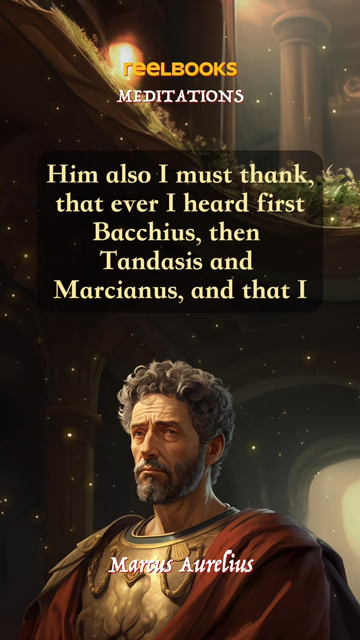 reelbooks
MEDITATIONS
Him also I must thank,
that ever I heard first
Bacchius, then
Tandasis and
Marcianus, and that I
Marcus Aurelius